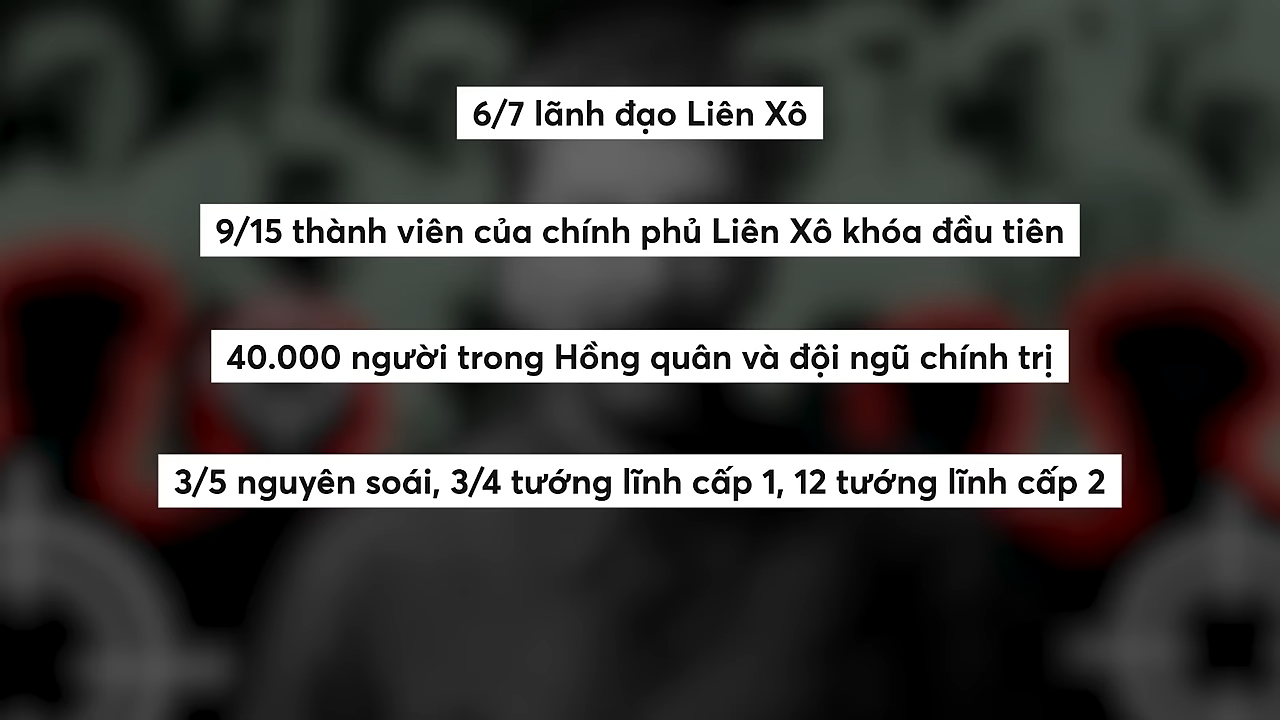 6/7 lãnh đạo Liên Xô
9/15 thành viên của chính phủ Liên Xô khóa đầu tiên
40.000 người trong Hồng quân và đội ngũ chính trị
3/5 nguyên soái, 3/4 tướng lĩnh cấp 1, 12 tướng lĩnh cấp 2